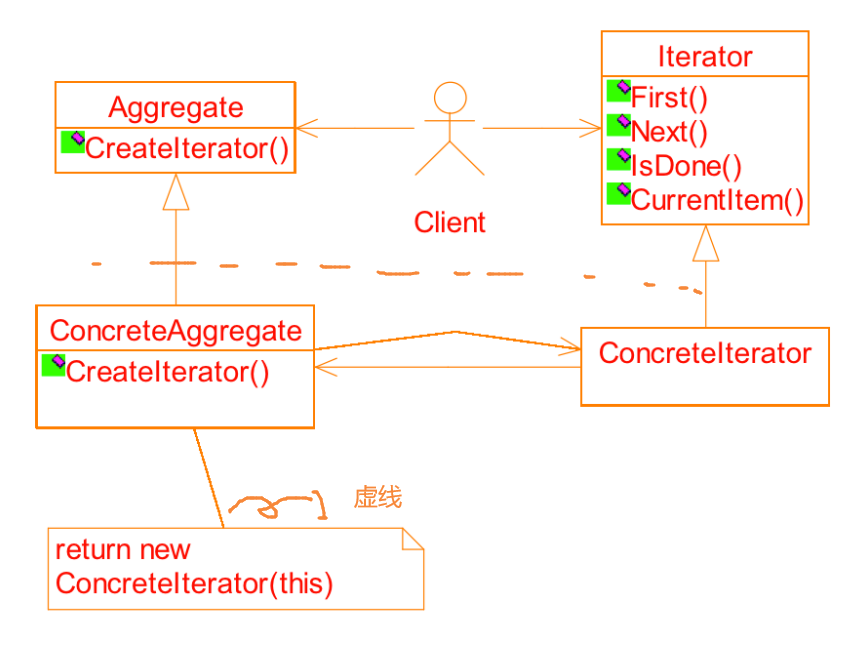 Iterator
First()
Next()
IsDone()
CurrentItem()
Aggregate
CreateIterator()
Client
ConcreteAggregate
CreateIterator()
ConcreteIterator
虚线
return new
ConcreteIterator(this)